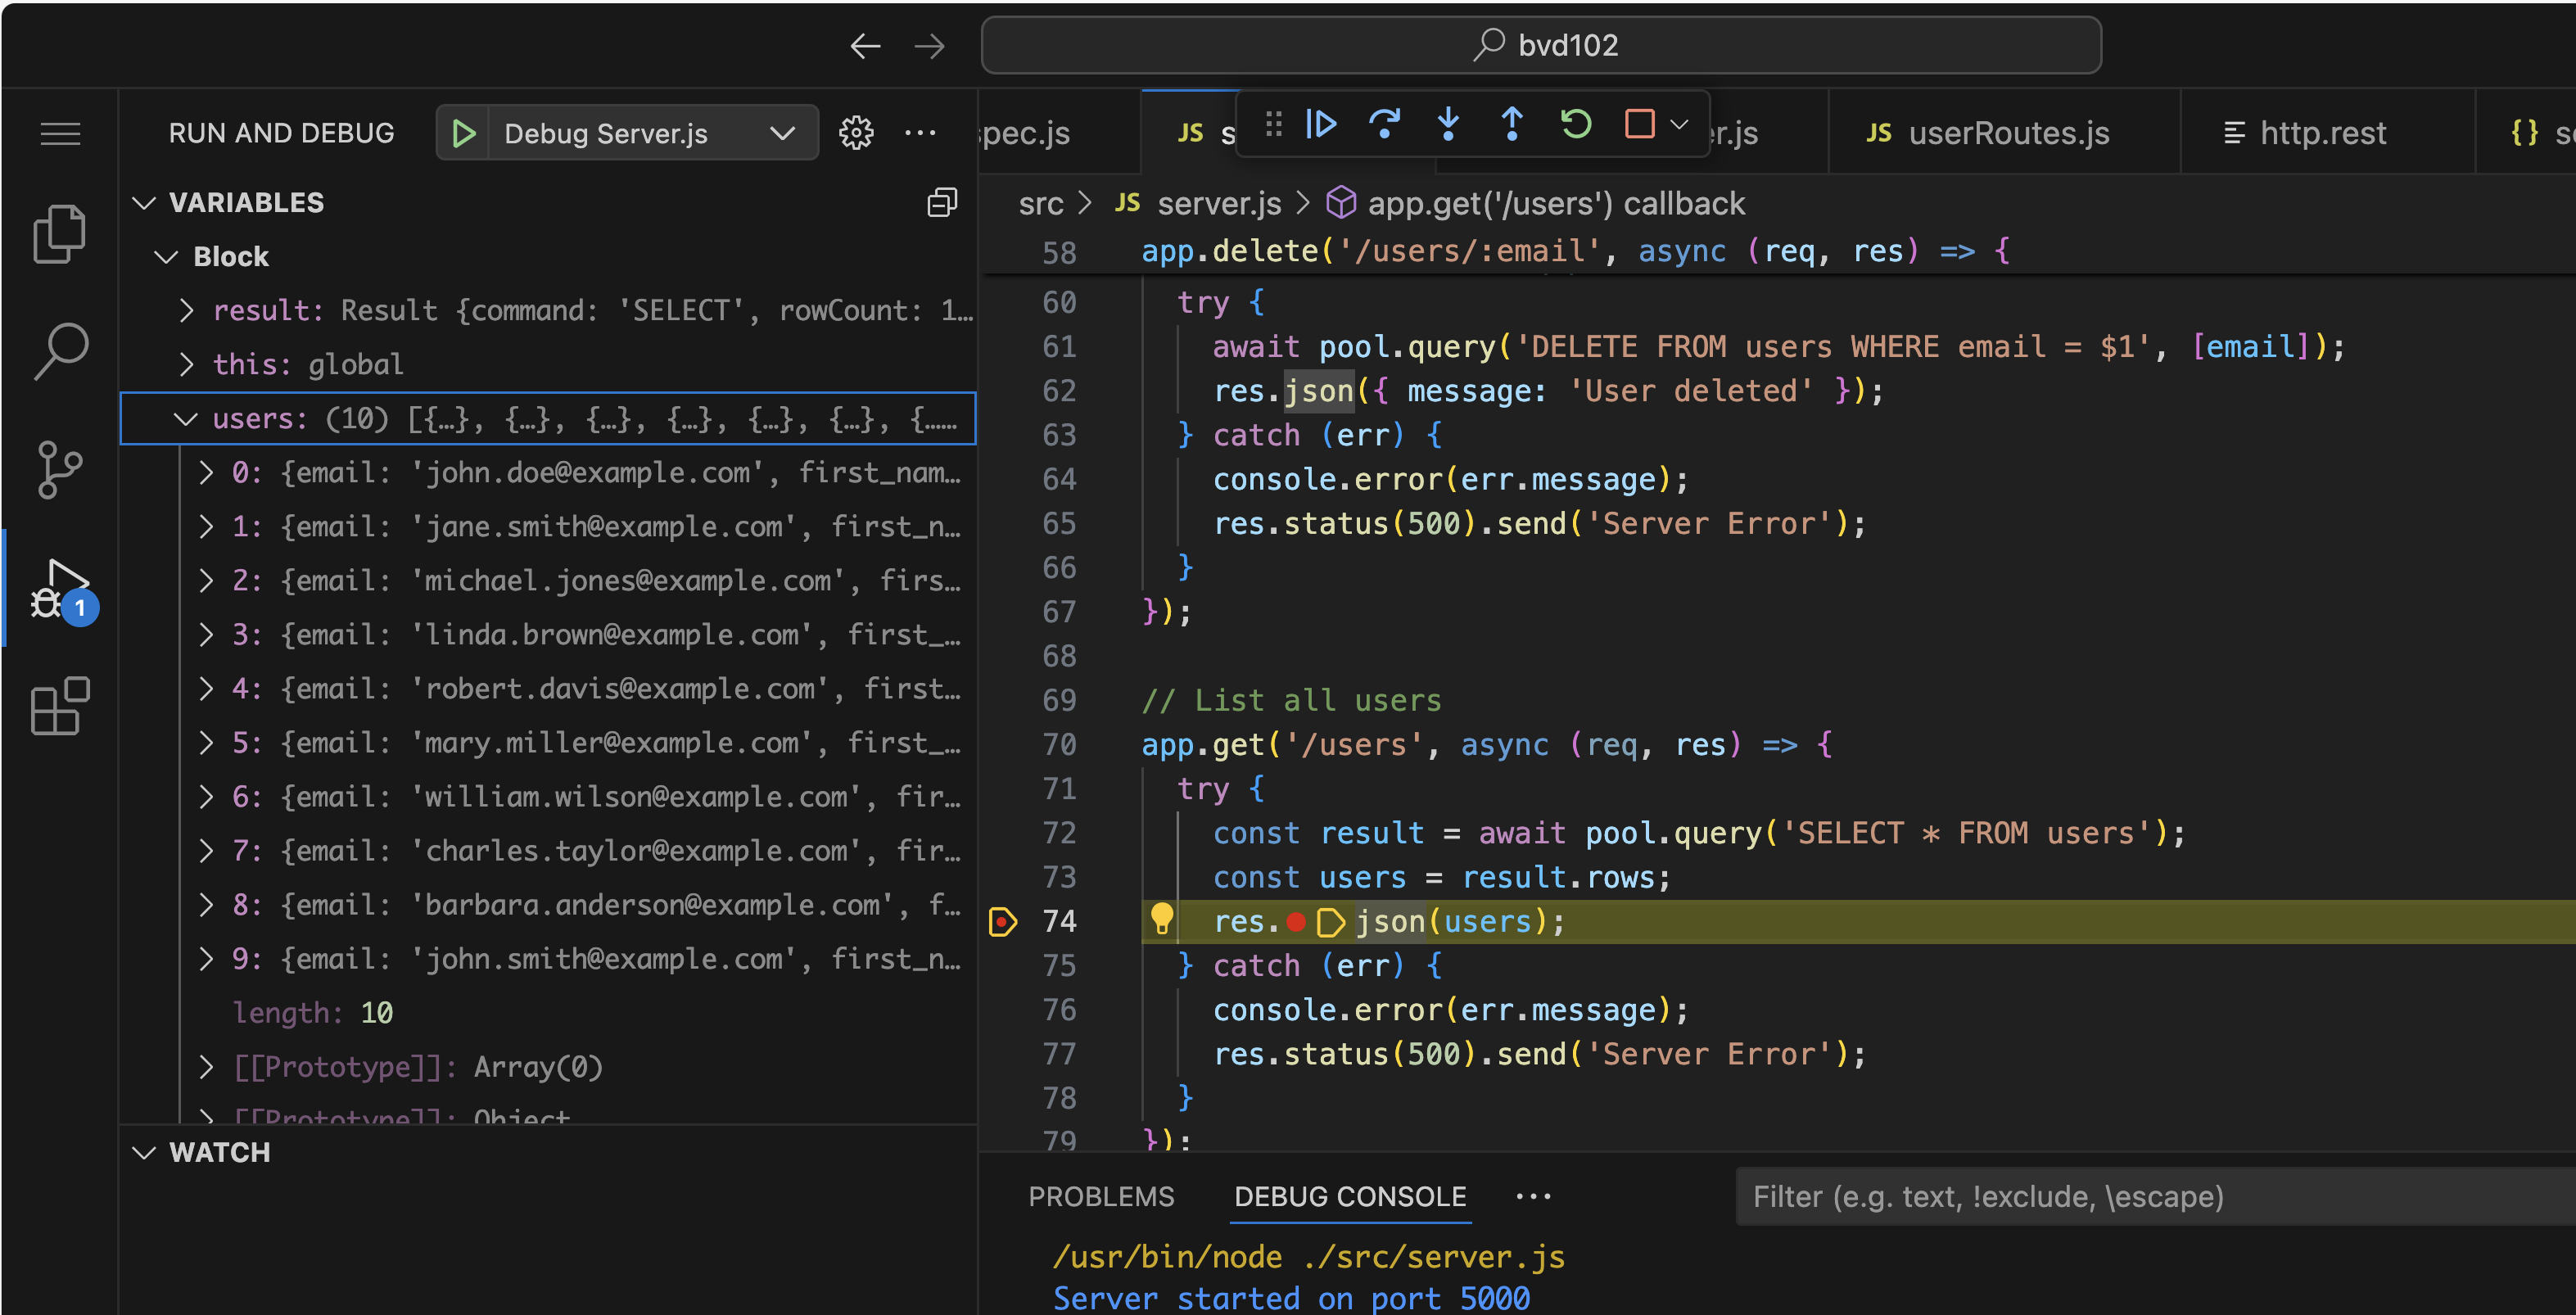 bvd102
RUN AND DEBUG
Debug Server.js
spec.js
JS s
er.js
JS userRoutes.js
http.rest
{} se
VARIABLES
Block
result: Result {command: 'SELECT', rowCount: 1…
this: global
users: (10) [{…}, {…}, {…}, {…}, {…}, {…}, {……
0: {email: 'john.doe@example.com', first_nam…
1: {email: 'jane.smith@example.com', first_n…
2: {email: 'michael.jones@example.com', firs…
3: {email: 'linda.brown@example.com', first_…
4: {email: 'robert.davis@example.com', first…
5: {email: 'mary.miller@example.com', first_…
6: {email: 'william.wilson@example.com', fir…
7: {email: 'charles.taylor@example.com', fir…
8: {email: 'barbara.anderson@example.com', f…
9: {email: 'john.smith@example.com', first_n…
length: 10
[[Prototype]]: Array(0)
[[Prototype]]: Object
1
WATCH
src > JS server.js > app.get('/users') callback
58 app.delete('/users/:email', async (req, res) => {
60 try {
61 await pool.query('DELETE FROM users WHERE email = $1', [email]);
62 res.json({ message: 'User deleted' });
63 } catch (err) {
64 console.error(err.message);
65 res.status(500).send('Server Error');
66 }
67 });
68
69 // List all users
70 app.get('/users', async (req, res) => {
71 try {
72 const result = await pool.query('SELECT * FROM users');
73 const users = result.rows;
74 res.json(users);
75 } catch (err) {
76 console.error(err.message);
77 res.status(500).send('Server Error');
78 }
79 });
PROBLEMS
DEBUG CONSOLE
Filter (e.g. text, !exclude, \escape)
/usr/bin/node ./src/server.js
Server started on port 5000